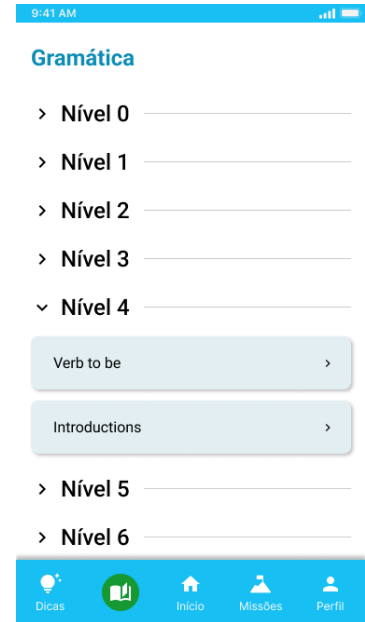 9:41 AM
Gramática
Nível 0
Nível 1
Nível 2
Nível 3
Nível 4
Verb to be
Introductions
Nível 5
Nível 6
Dicas
Início
Missões
Perfil